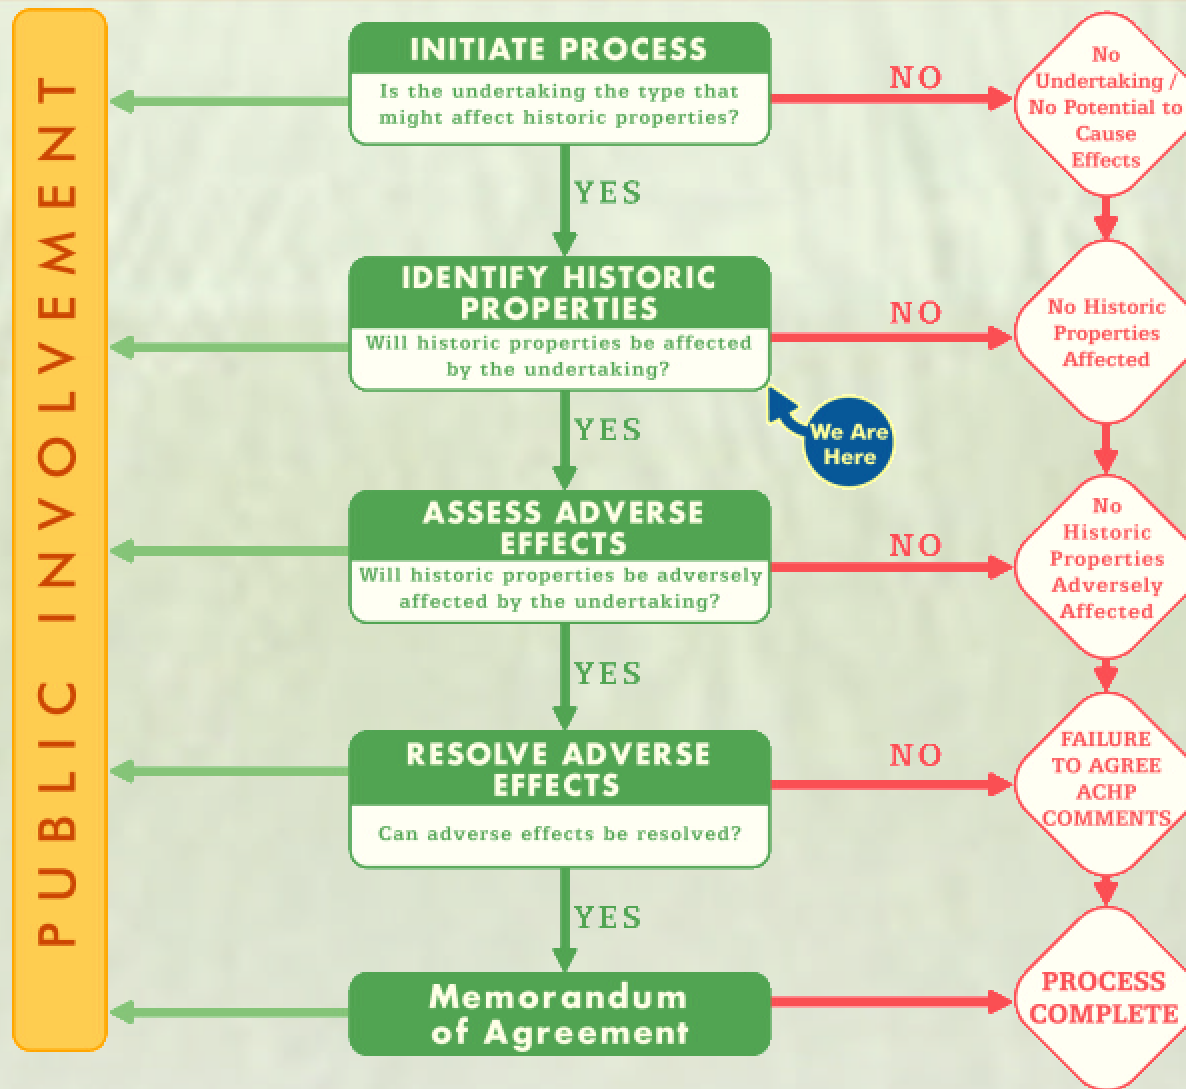 PUBLIC INVOLVEMENT
INITIATE PROCESS
Is the undertaking the type that
might affect historic properties?
NO
No
Undertaking /
No Potential to
Cause
Effects
YES
IDENTIFY HISTORIC
PROPERTIES
Will historic properties be affected
by the undertaking?
NO
No Historic
Properties
Affected
We Are
Here
YES
ASSESS ADVERSE
EFFECTS
Will historic properties be adversely
affected by the undertaking?
NO
No
Historic
Properties
Adversely
Affected
YES
RESOLVE ADVERSE
EFFECTS
Can adverse effects be resolved?
NO
FAILURE
TO AGREE
ACHP
COMMENTS
YES
Memorandum
of Agreement
PROCESS
COMPLETE